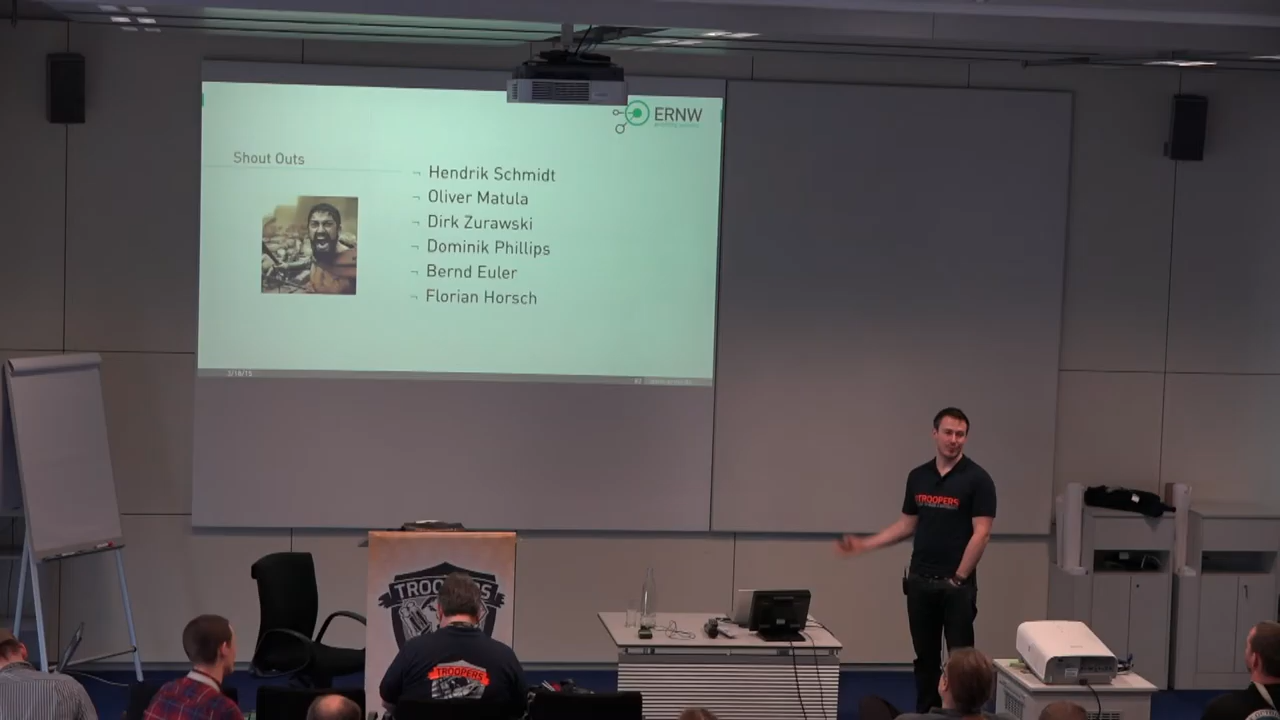 ERNW
Shout Outs
¬ Hendrik Schmidt
¬ Oliver Matula
¬ Dirk Zurawski
¬ Dominik Phillips
¬ Bernd Euler
¬ Florian Horsch
TROOPERS
TROOPERS
TROOPERS